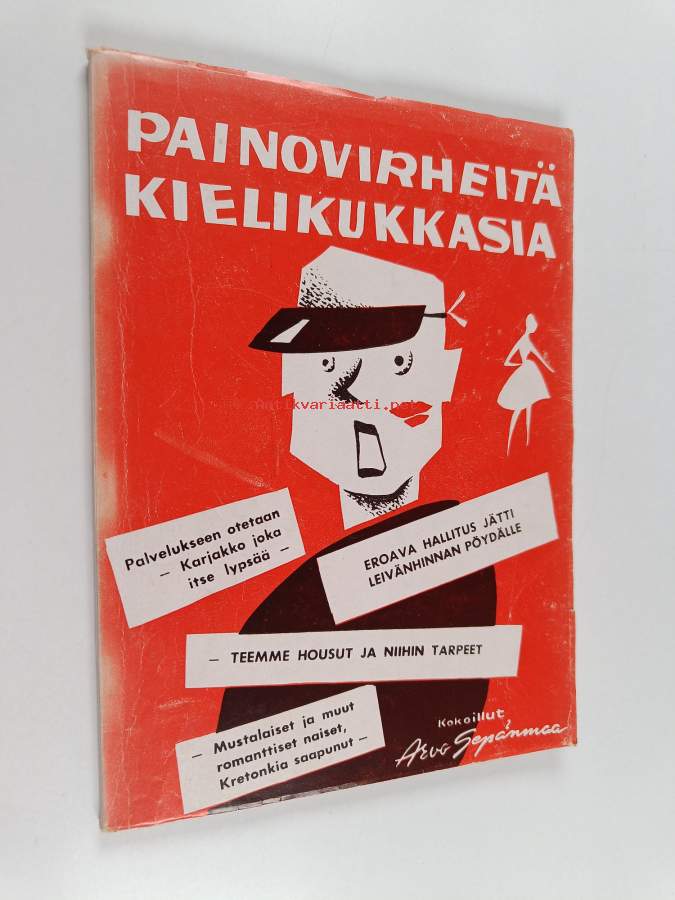 PAINOVIRHEITÄ
KIELIKUKKASIA
Antikvariaatti.net
Palvelukseen otetaan
– Karjakko joka
itse lypsää –
EROAVA HALLITUS JÄTTI
LEIVÄNHINNAN PÖYDÄLLE
– TEEMME HOUSUT JA NIIHIN TARPEET
– Mustalaiset ja muut
romanttiset naiset,
Kretonkia saapunut –
Kokoillut
Arvo Sepänmaa